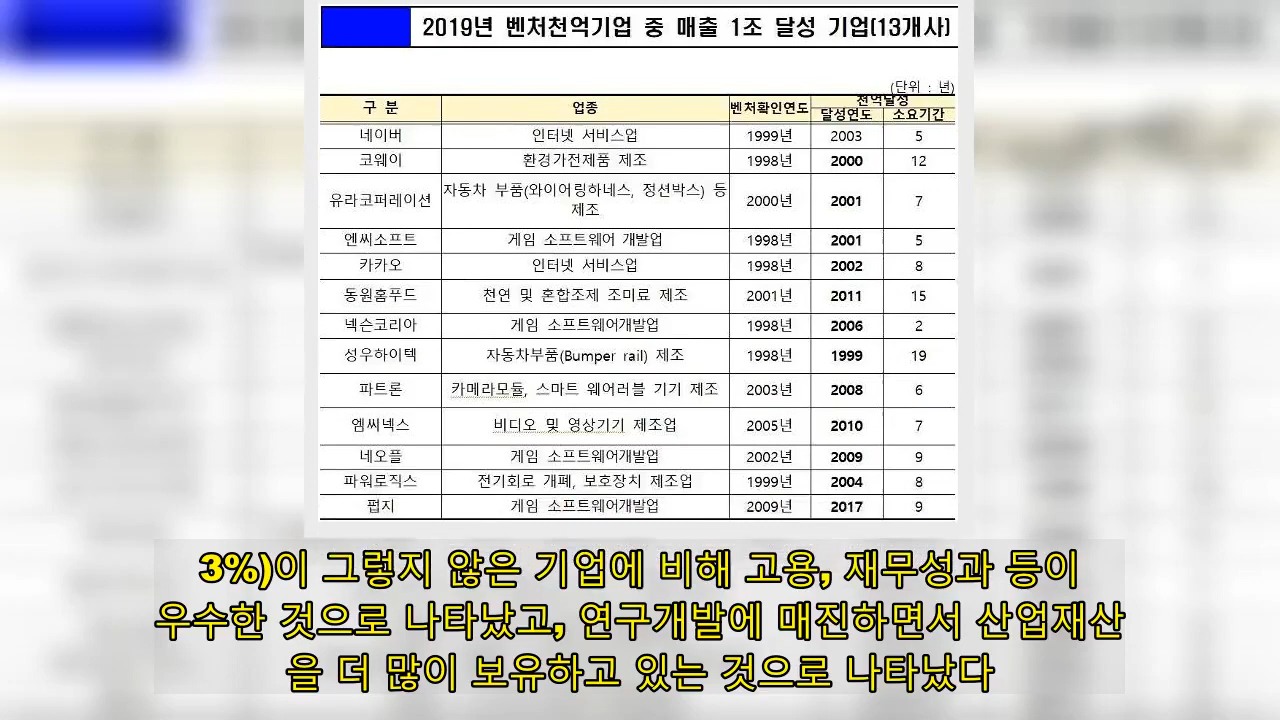 2019년 벤처천억기업 중 매출 1조 달성 기업(13개사)
(단위 : 년)
구 분 업종 벤처확인연도 천억달성
달성연도 소요기간
네이버 인터넷 서비스업 1999년 2003 5
코웨이 환경가전제품 제조 1998년 2000 12
유라코퍼레이션 자동차 부품(와이어링하네스, 정션박스) 등 제조 2000년 2001 7
엔씨소프트 게임 소프트웨어 개발업 1998년 2001 5
카카오 인터넷 서비스업 1998년 2002 8
동원홈푸드 천연 및 혼합조제 조미료 제조 2001년 2011 15
넥슨코리아 게임 소프트웨어개발업 1998년 2006 2
성우하이텍 자동차부품(Bumper rail) 제조 1998년 1999 19
파트론 카메라모듈, 스마트 웨어러블 기기 제조 2003년 2008 6
엠씨넥스 비디오 및 영상기기 제조업 2005년 2010 7
네오플 게임 소프트웨어개발업 2002년 2009 9
파워로직스 전기회로 개폐, 보호장치 제조업 1999년 2004 8
펍지 게임 소프트웨어개발업 2009년 2017 9
3%)이 그렇지 않은 기업에 비해 고용, 재무성과 등이
우수한 것으로 나타났고, 연구개발에 매진하면서 산업재산
을 더 많이 보유하고 있는 것으로 나타났다